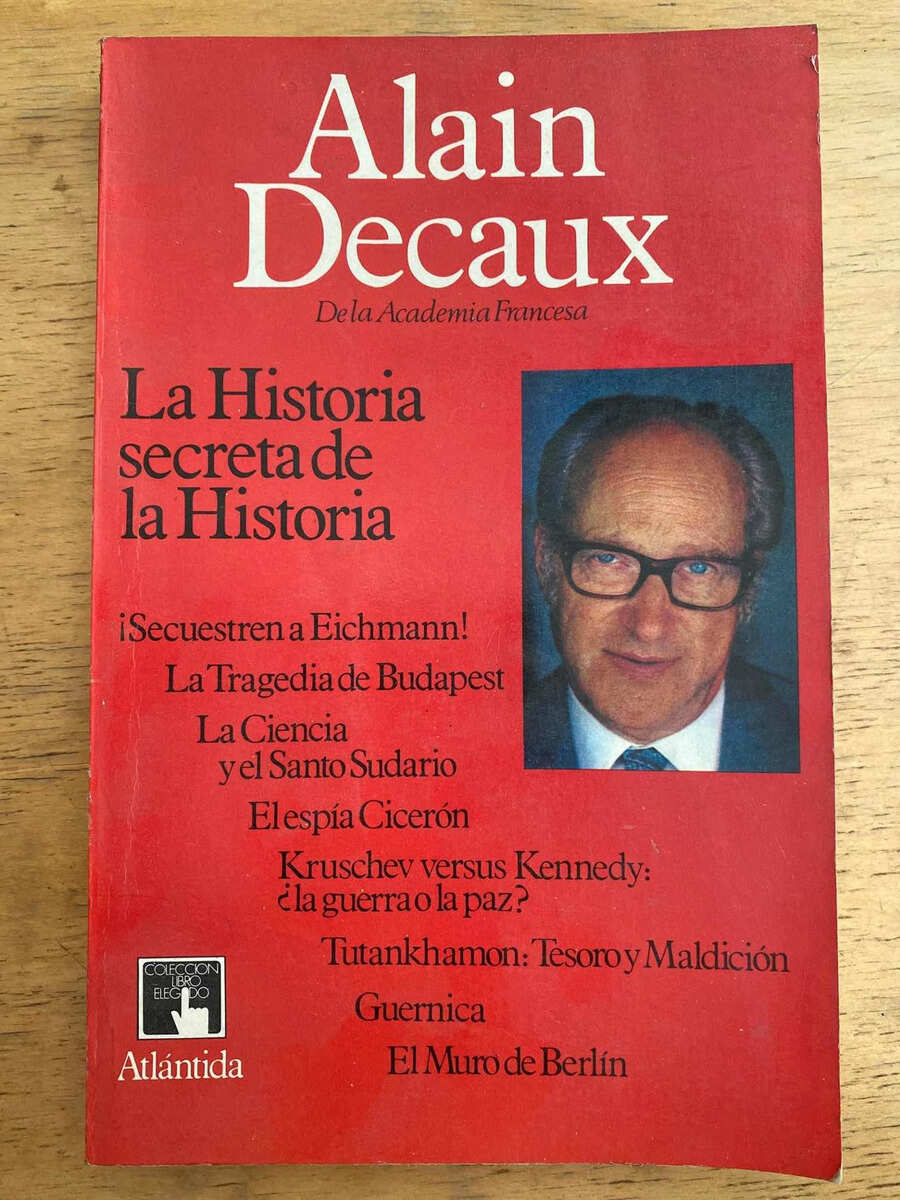 Alain
Decaux
De la Academia Francesa
La Historia
secreta de
la Historia
¡Secuestren a Eichmann!
La Tragedia de Budapest
La Ciencia
y el Santo Sudario
El espía Cicerón
Kruschev versus Kennedy:
¿la guerra o la paz?
Tutankhamon: Tesoro y Maldición
Guernica
El Muro de Berlín
COLECCION
LIBRO
ELEGIDO
Atlántida